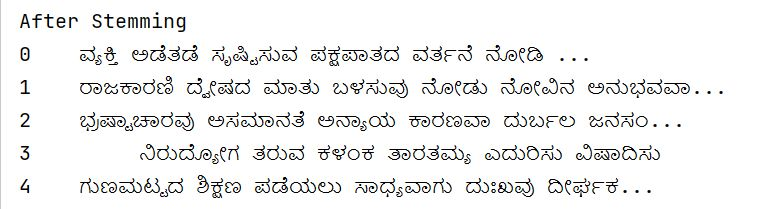 After Stemming
0 ವ್ಯಕ್ತಿ ಅಡೆತಡೆ ಸೃಷ್ಟಿಸುವ ಪಕ್ಷಪಾತದ ವರ್ತನೆ ನೋಡಿ ...
1 ರಾಜಕಾರಣಿ ದ್ವೇಷದ ಮಾತು ಬಳಸುವು ನೋಡು ನೋವಿನ ಅನುಭವವಾ...
2 ಭ್ರಷ್ಟಾಚಾರವು ಅಸಮಾನತೆ ಅನ್ಯಾಯ ಕಾರಣವಾ ದುರ್ಬಲ ಜನಸಂ...
3 ನಿರುದ್ಯೋಗ ತರುವ ಕಳಂಕ ತಾರತಮ್ಯ ಎದುರಿಸು ವಿಷಾದಿಸು
4 ಗುಣಮಟ್ಟದ ಶಿಕ್ಷಣ ಪಡೆಯಲು ಸಾಧ್ಯವಾಗು ದುಃಖವು ದೀರ್ಘಕ...